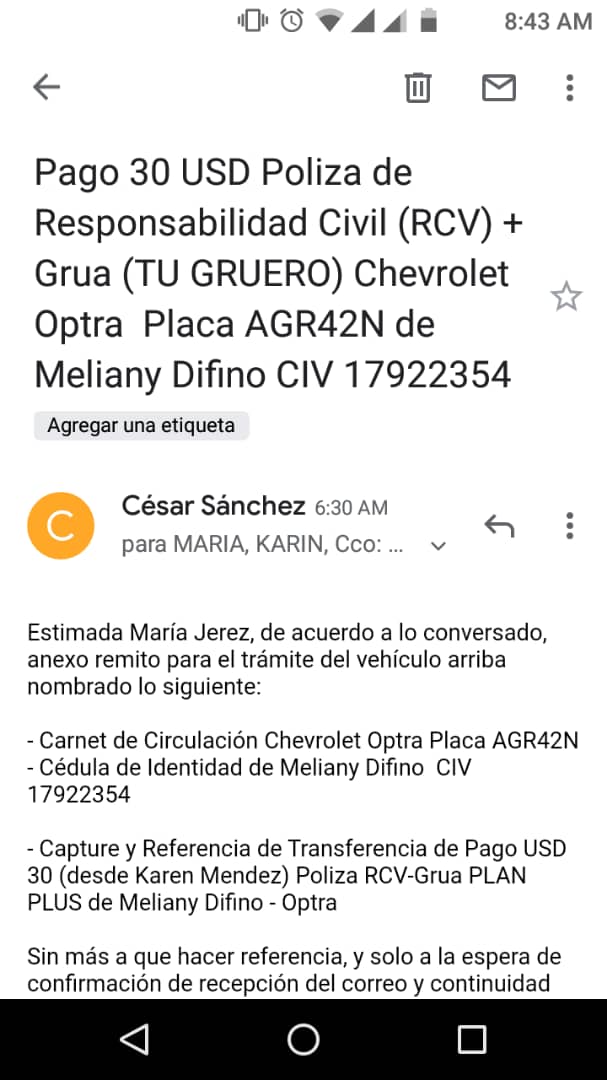 8:43 AM
Pago 30 USD Poliza de
Responsabilidad Civil (RCV) +
Grua (TU GRUERO) Chevrolet
Optra  Placa AGR42N de
Meliany Difino CIV 17922354
Agregar una etiqueta
C
César Sánchez 6:30 AM
para MARIA, KARIN, Cco: ...
Estimada María Jerez, de acuerdo a lo conversado,
anexo remito para el trámite del vehículo arriba
nombrado lo siguiente:
- Carnet de Circulación Chevrolet Optra Placa AGR42N
- Cédula de Identidad de Meliany Difino  CIV
17922354
- Capture y Referencia de Transferencia de Pago USD
30 (desde Karen Mendez) Poliza RCV-Grua PLAN
PLUS de Meliany Difino - Optra
Sin más a que hacer referencia, y solo a la espera de
confirmación de recepción del correo y continuidad